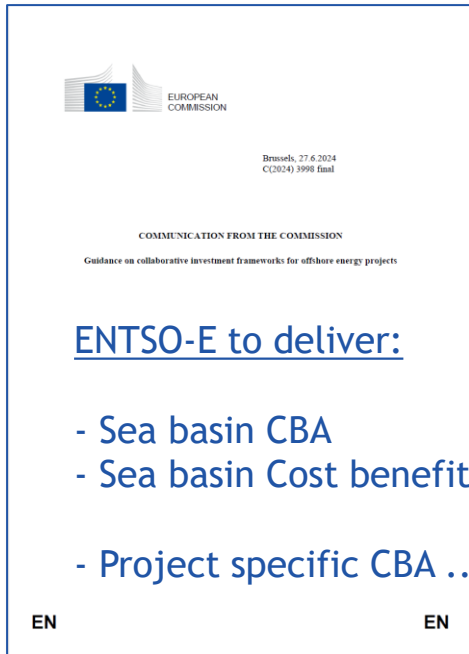 EUROPEAN
COMMISSION
Brussels, 27.6.2024
C(2024) 3998 final
COMMUNICATION FROM THE COMMISSION
Guidance on collaborative investment frameworks for offshore energy projects
ENTSO-E to deliver:
- Sea basin CBA
- Sea basin Cost benefit
- Project specific CBA ..
EN EN